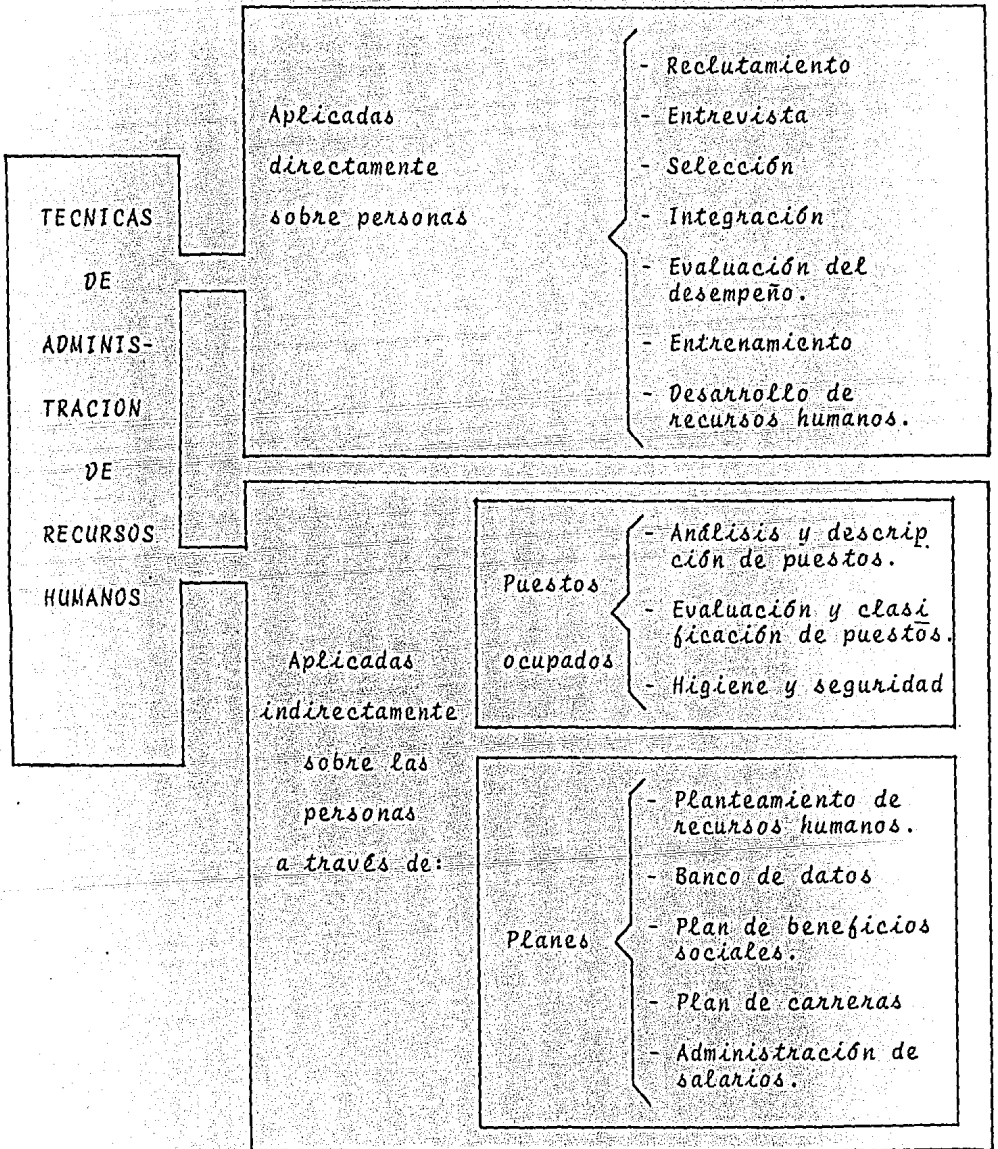 TECNICAS
DE
ADMINIS-
TRACION
DE
RECURSOS
HUMANOS
Aplicadas
directamente
sobre personas
- Reclutamiento
- Entrevista
- Selección
- Integración
- Evaluación del
desempeño.
- Entrenamiento
- Desarrollo de
recursos humanos.
Aplicadas
indirectamente
sobre las
personas
a través de:
Puestos
ocupados
- Análisis y descrip
ción de puestos.
- Evaluación y clasi
ficación de puestos.
- Higiene y seguridad
Planes
- Planteamiento de
recursos humanos.
- Banco de datos
- Plan de beneficios
sociales.
- Plan de carreras
- Administración de
salarios.